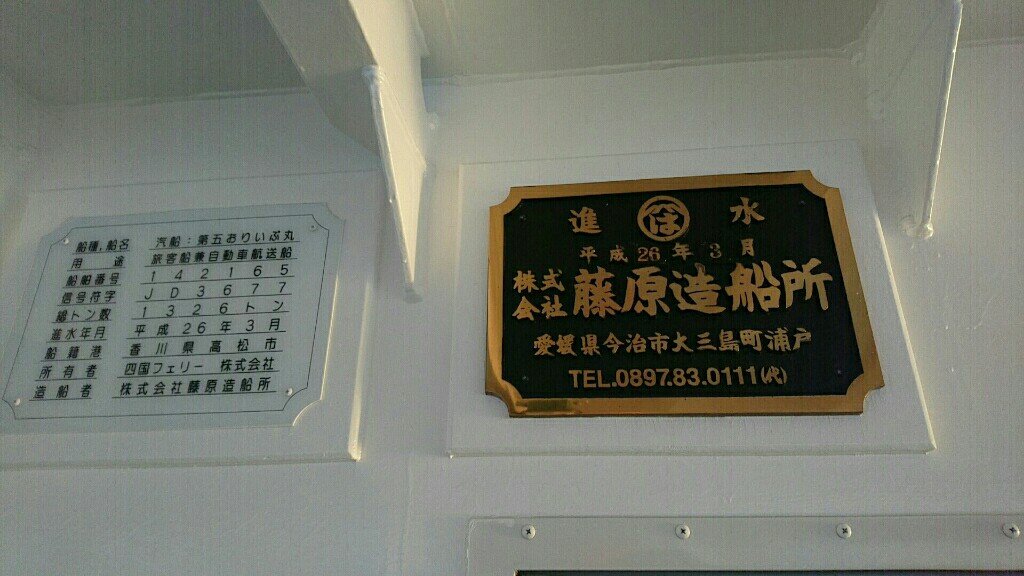 船種,船名 汽船：第五おりいぶ丸
用途 旅客船兼自動車航送船
船舶番号 142165
信号符字 JD3677
総トン数 1326トン
進水年月 平成26年3月
船籍港 香川県高松市
所有者 四国フェリー 株式会社
造船者 株式会社藤原造船所
進 ほ 水
平成26年3月
株式会社 藤原造船所
愛媛県今治市大三島町浦戸
TEL.0897.83.0111(代)